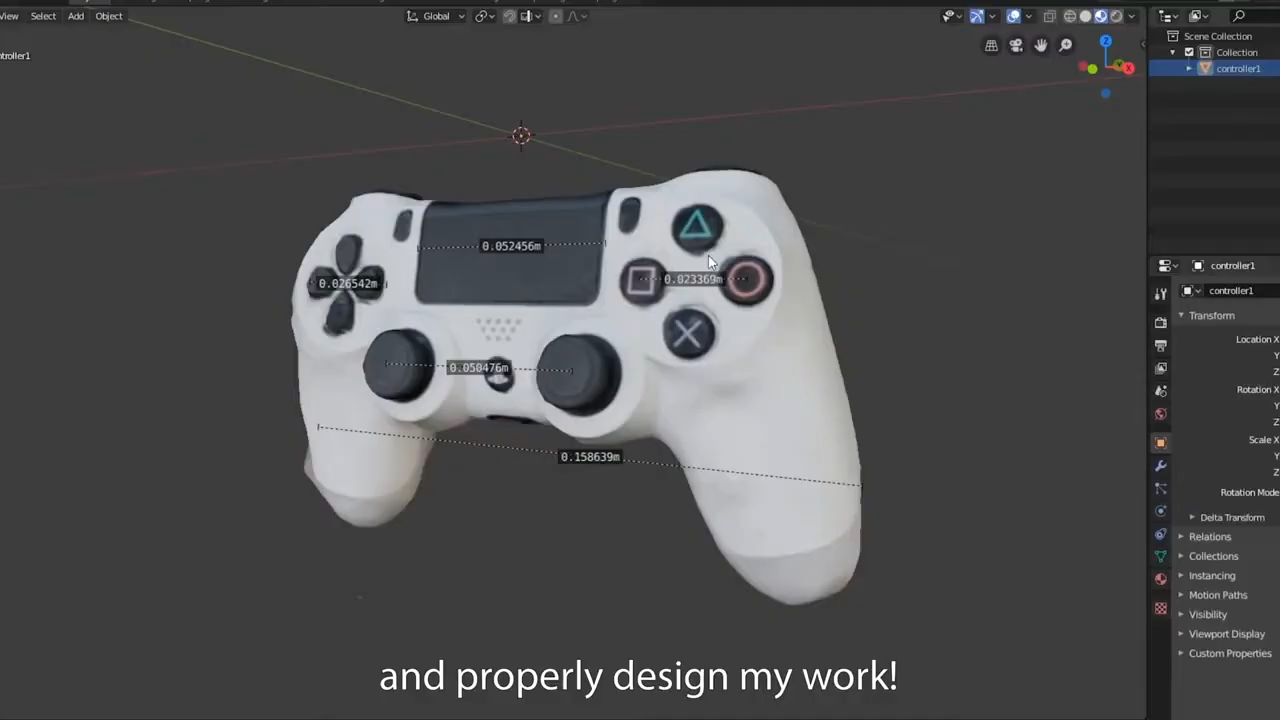 View Select Add Object
Global
ntroller1
X
Z
Scene Collection
Collection
controller1
0.052456m
0.026542m
0.023369m
0.050476m
0.158639m
controller1
controller1
Transform
Location X
Y
Z
Rotation X
Y
Z
Scale X
Y
Z
Rotation Mode
Delta Transform
Relations
Collections
Instancing
Motion Paths
Visibility
Viewport Display
Custom Properties
and properly design my work!